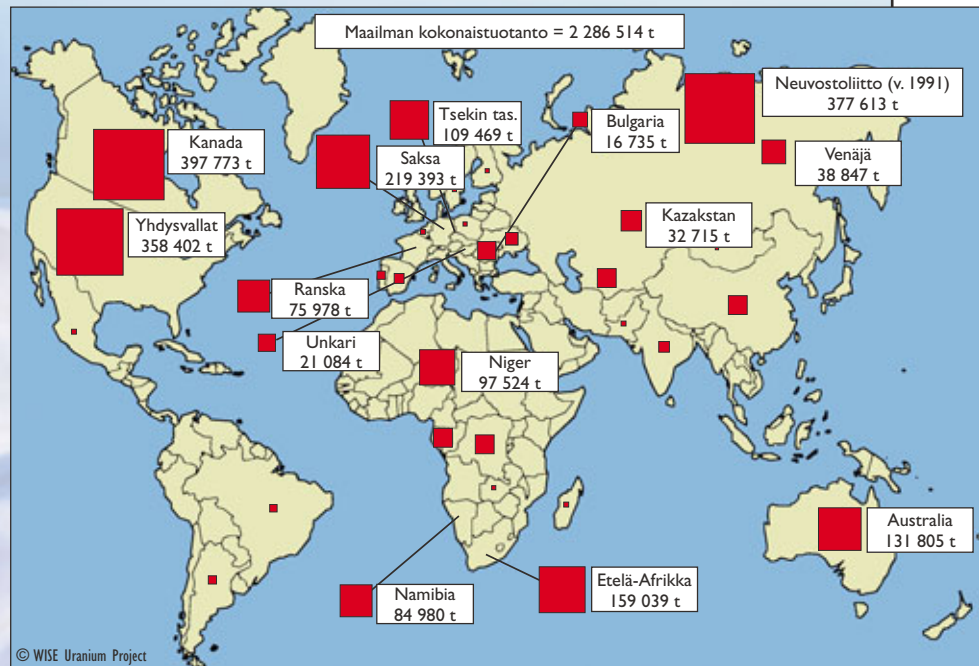 Maailman kokonaistuotanto = 2 286 514 t
Neuvostoliitto (v. 1991)
377 613 t
Tsekin tas.
109 469 t
Bulgaria
16 735 t
Kanada
397 773 t
Saksa
219 393 t
Venäjä
38 847 t
Yhdysvallat
358 402 t
Kazakstan
32 715 t
Ranska
75 978 t
Unkari
21 084 t
Niger
97 524 t
Australia
131 805 t
Namibia
84 980 t
Etelä-Afrikka
159 039 t
© WISE Uranium Project